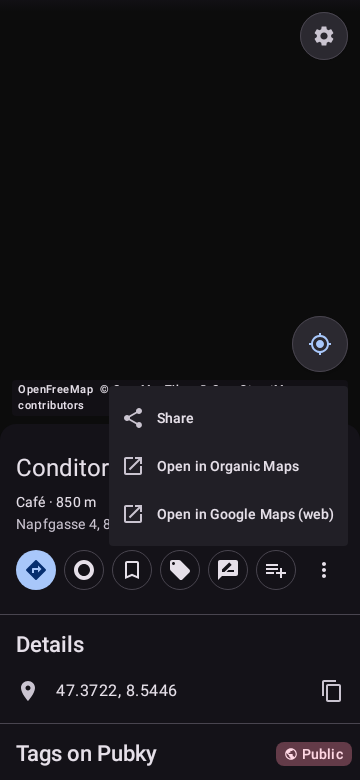 OpenFreeMap ©
contributors
Share
Open in Organic Maps
Open in Google Maps (web)
Conditor
Café · 850 m
Napfgasse 4, 8
Details
47.3722, 8.5446
Tags on Pubky
Public